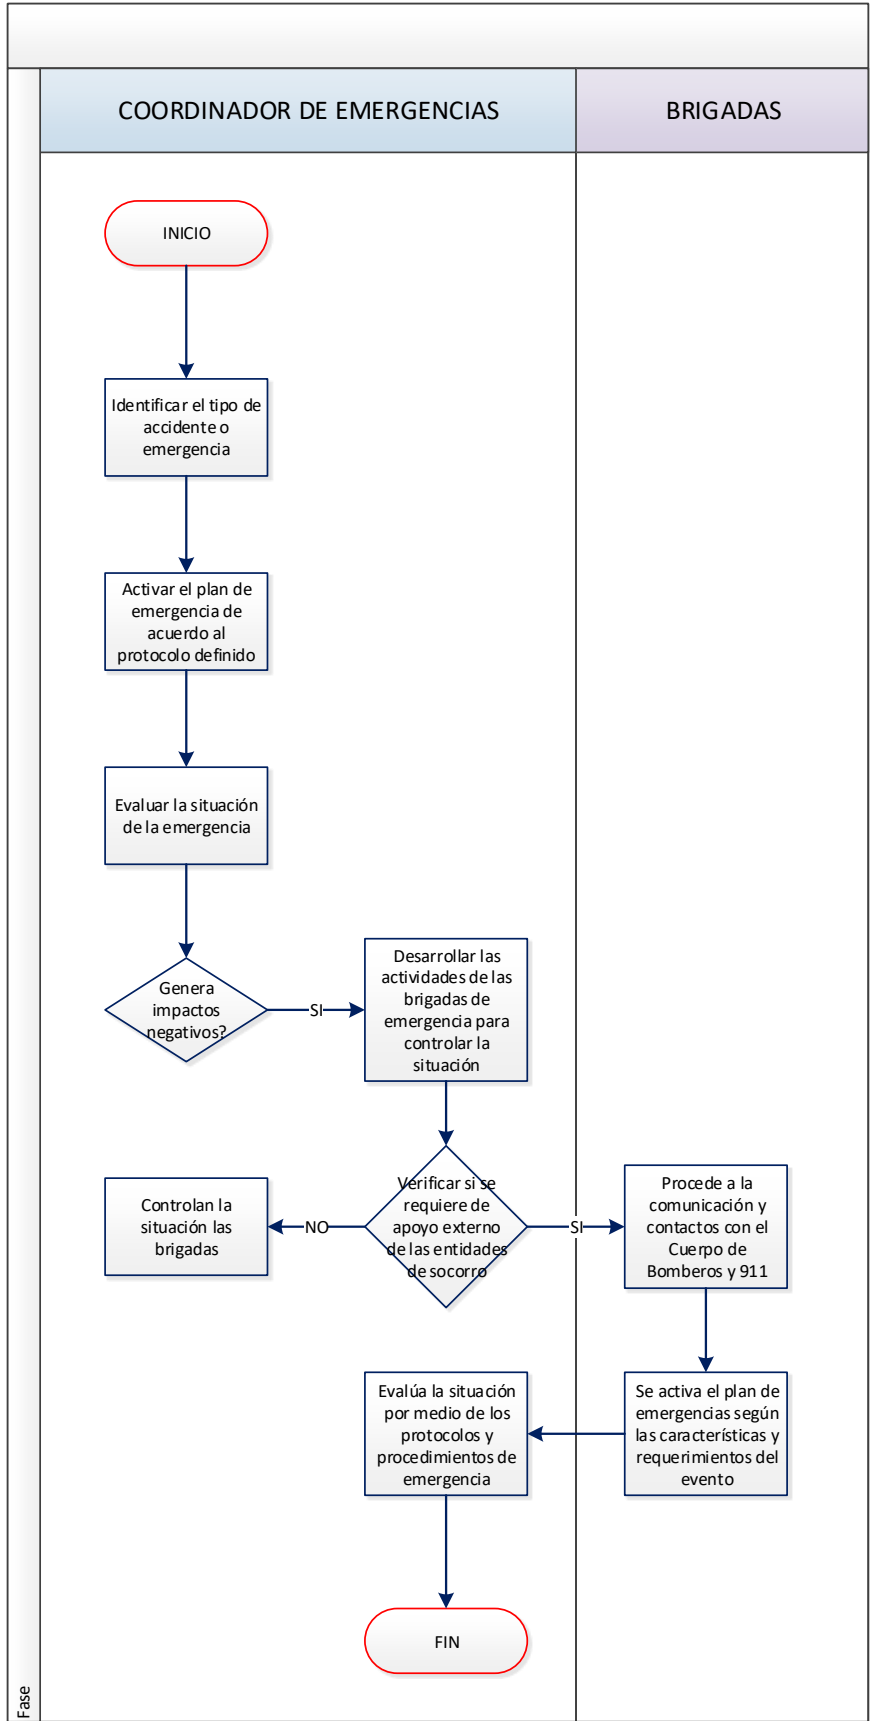 COORDINADOR DE EMERGENCIAS
BRIGADAS
INICIO
Identificar el tipo de
accidente o
emergencia
Activar el plan de
emergencia de
acuerdo al
protocolo definido
Evaluar la situación
de la emergencia
Genera
impactos
negativos?
SI
Desarrollar las
actividades de las
brigadas de
emergencia para
controlar la
situación
Verificar si se
requiere de
apoyo externo
de las entidades
de socorro
NO
Controlan la
situación las
brigadas
SI
Procede a la
comunicación y
contactos con el
Cuerpo de
Bomberos y 911
Se activa el plan de
emergencias según
las características y
requerimientos del
evento
Evalúa la situación
por medio de los
protocolos y
procedimientos de
emergencia
FIN
Fase